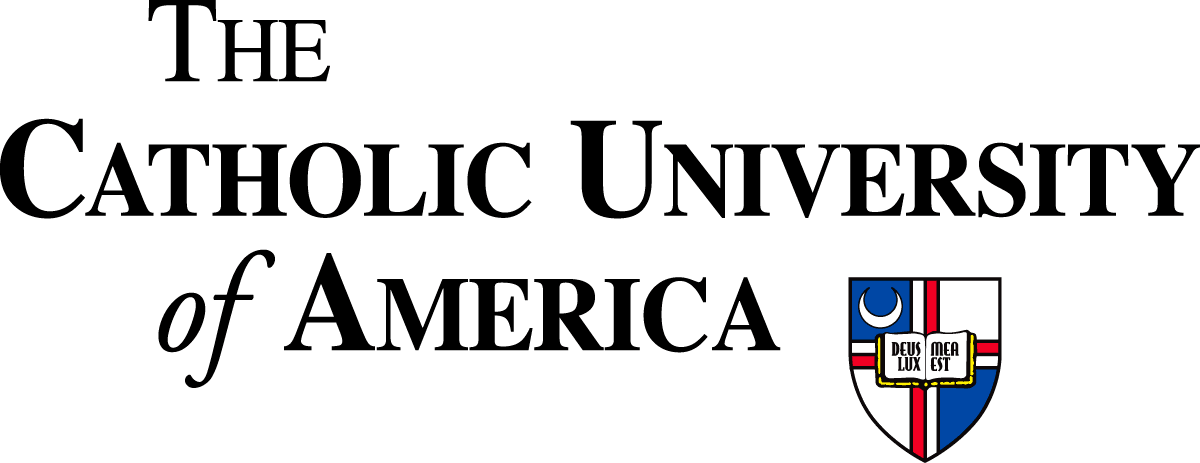 THE
CATHOLIC UNIVERSITY
of AMERICA
DEUS MEA
LUX EST